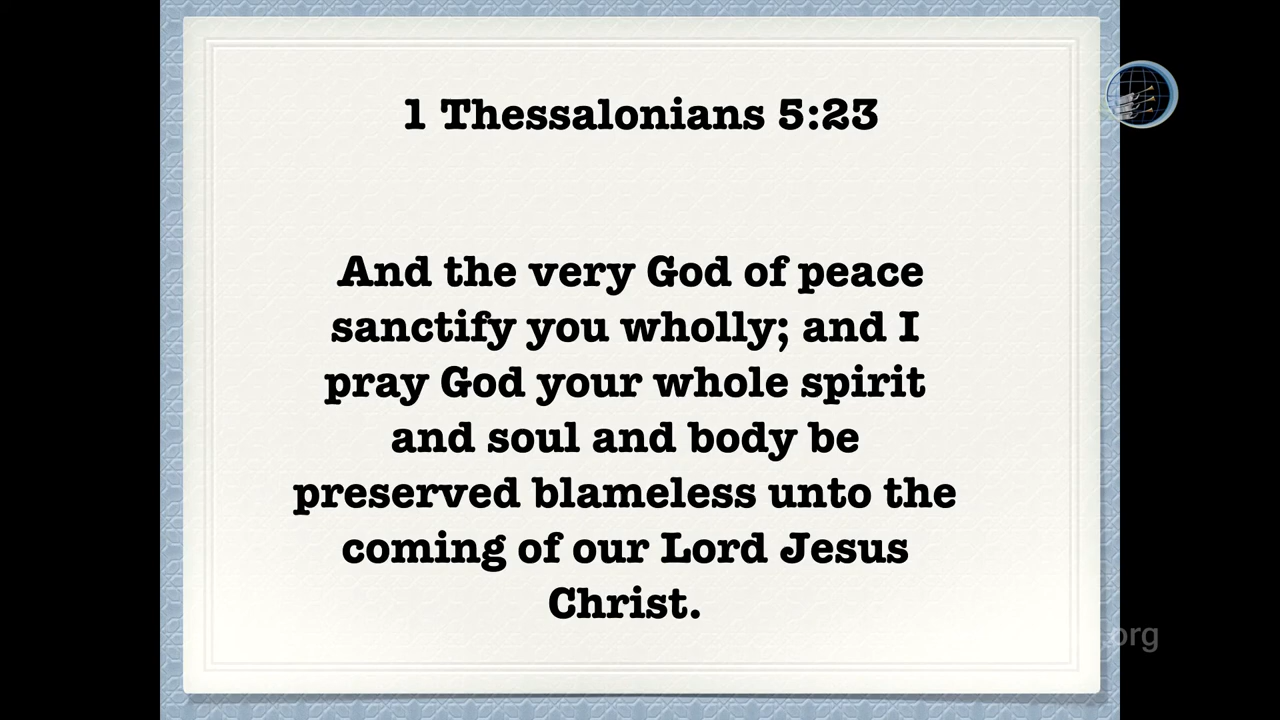 1 Thessalonians 5:23
And the very God of peace
sanctify you wholly; and I
pray God your whole spirit
and soul and body be
preserved blameless unto the
coming of our Lord Jesus
Christ.
.org